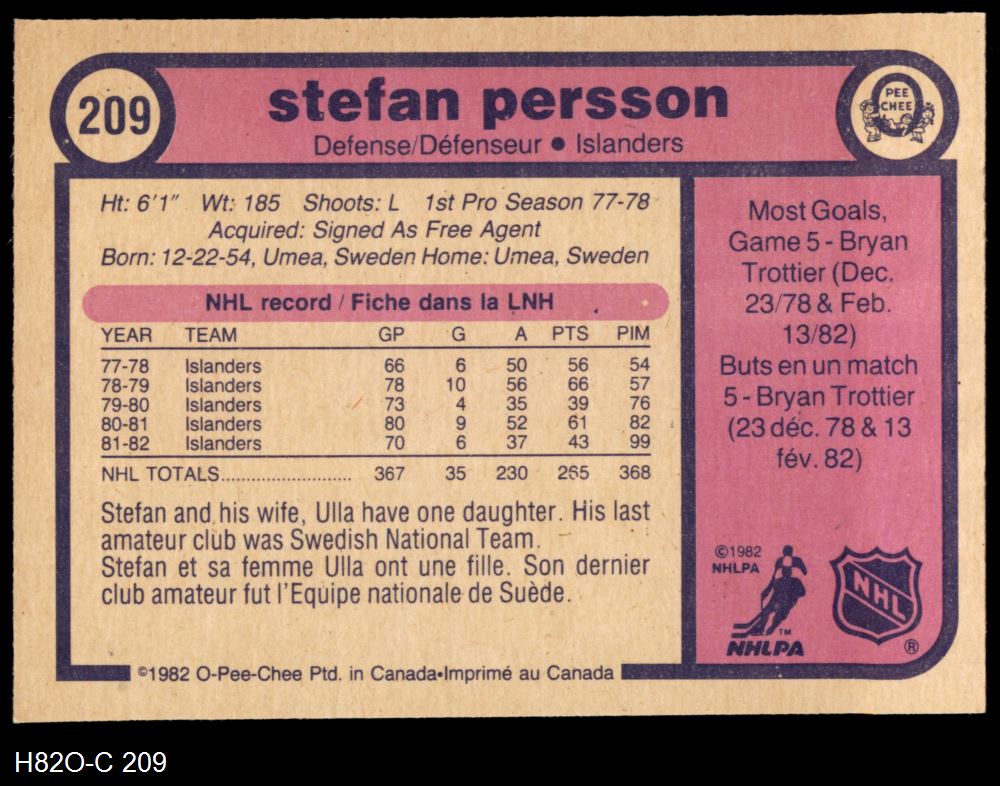 209
stefan persson
Defense/Défenseur • Islanders
PEE
CHEE
Ht: 6'1" Wt: 185 Shoots: L 1st Pro Season 77-78
Acquired: Signed As Free Agent
Born: 12-22-54, Umea, Sweden Home: Umea, Sweden
NHL record / Fiche dans la LNH
YEAR TEAM GP G A PTS PIM
77-78 Islanders 66 6 50 56 54
78-79 Islanders 78 10 56 66 57
79-80 Islanders 73 4 35 39 76
80-81 Islanders 80 9 52 61 82
81-82 Islanders 70 6 37 43 99
NHL TOTALS............................ 367 35 230 265 368
Stefan and his wife, Ulla have one daughter. His last
amateur club was Swedish National Team.
Stefan et sa femme Ulla ont une fille. Son dernier
club amateur fut l'Equipe nationale de Suède.
Most Goals,
Game 5 - Bryan
Trottier (Dec.
23/78 & Feb.
13/82)
Buts en un match
5 - Bryan Trottier
(23 déc. 78 & 13
fév. 82)
©1982
NHLPA
TM
NHLPA
NHL
®
©1982 O-Pee-Chee Ptd. in Canada•Imprimé au Canada
H82O-C 209